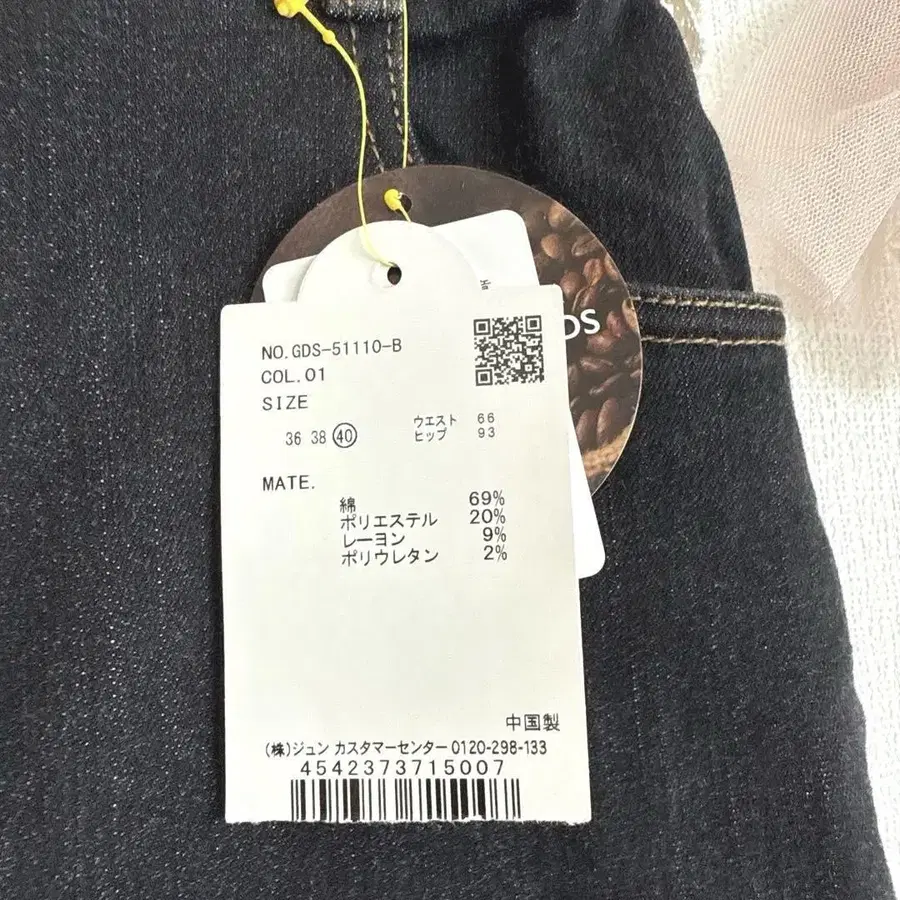 DS
NO.GDS-51110-B
COL.01
SIZE
36 38 40
ウエスト 66
ヒップ 93
MATE.
綿 69%
ポリエステル 20%
レーヨン 9%
ポリウレタン 2%
中国製
(株)ジュン カスタマーセンター 0120-298-133
4542373715007